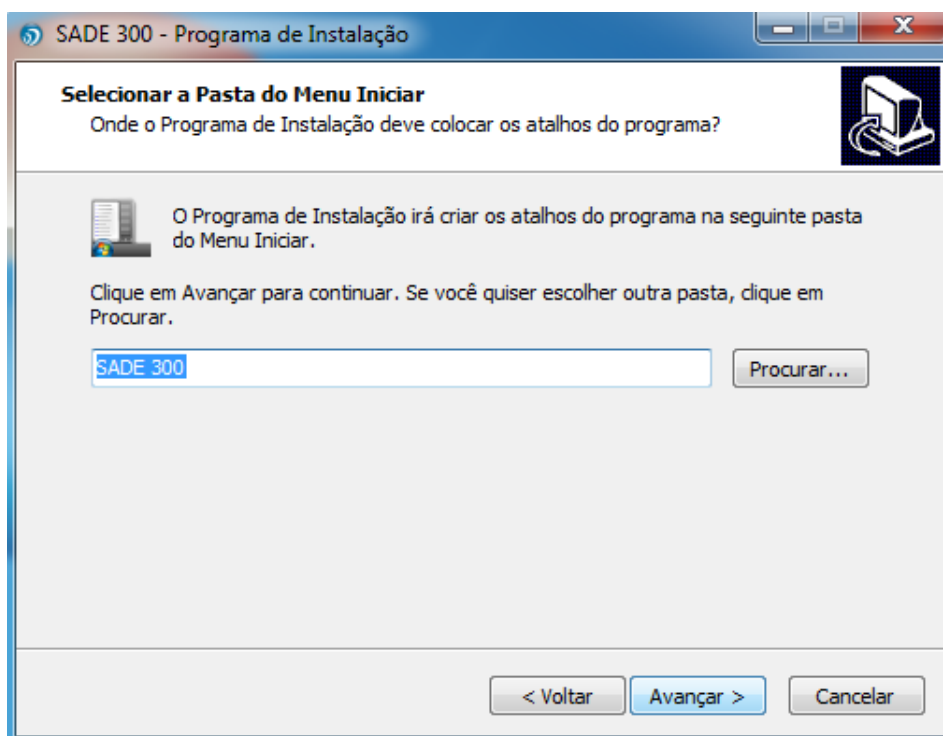 SADE 300 - Programa de Instalação
Selecionar a Pasta do Menu Iniciar
Onde o Programa de Instalação deve colocar os atalhos do programa?
O Programa de Instalação irá criar os atalhos do programa na seguinte pasta
do Menu Iniciar.
Clique em Avançar para continuar. Se você quiser escolher outra pasta, clique em
Procurar.
SADE 300
Procurar...
< Voltar
Avançar >
Cancelar